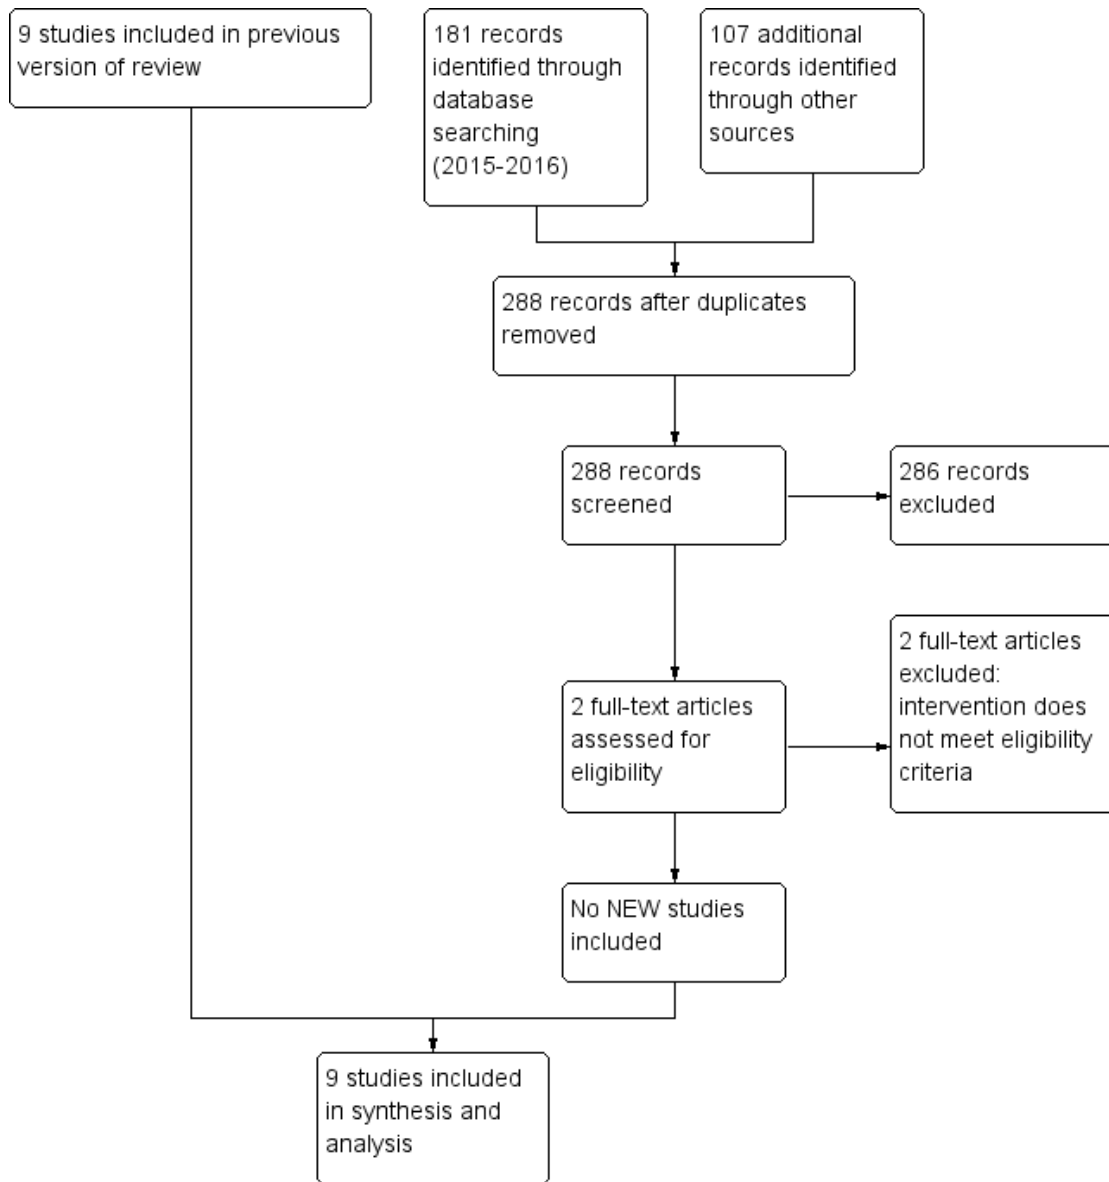 9 studies included in previous
version of review
181 records
identified through
database
searching
(2015-2016)
107 additional
records identified
through other
sources
288 records after duplicates
removed
288 records
screened
286 records
excluded
2 full-text articles
assessed for
eligibility
2 full-text articles
excluded:
intervention does
not meet eligibility
criteria
No NEW studies
included
9 studies included
in synthesis and
analysis